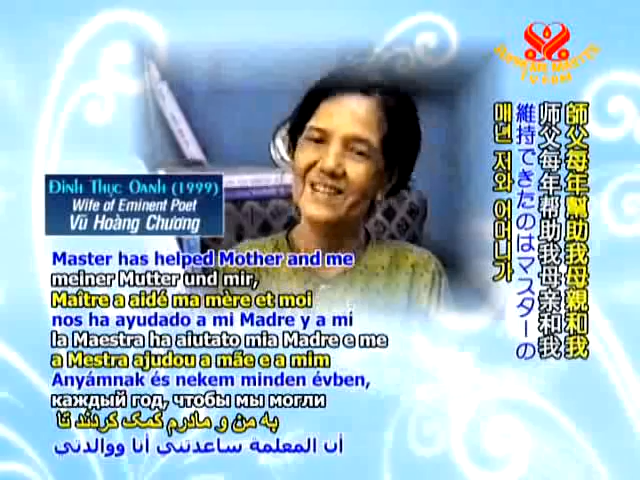 SUPREME MASTER
TV.COM
Đinh Thục Oanh (1999)
Wife of Eminent Poet
Vũ Hoàng Chương
Master has helped Mother and me
meiner Mutter und mir,
Maître a aidé ma mère et moi
nos ha ayudado a mi Madre y a mí
la Maestra ha aiutato mia Madre e me
a Mestra ajudou a mãe e a mim
Anyámnak és nekem minden évben,
каждый год, чтобы мы могли
به من و مادرم کمک کردند تا
أن المعلمة ساعدتني أنا ووالدتي
師父每年幫助我母親和我
师父每年帮助我母亲和我
維持できたのはマスターの
매년 저와 어머니가